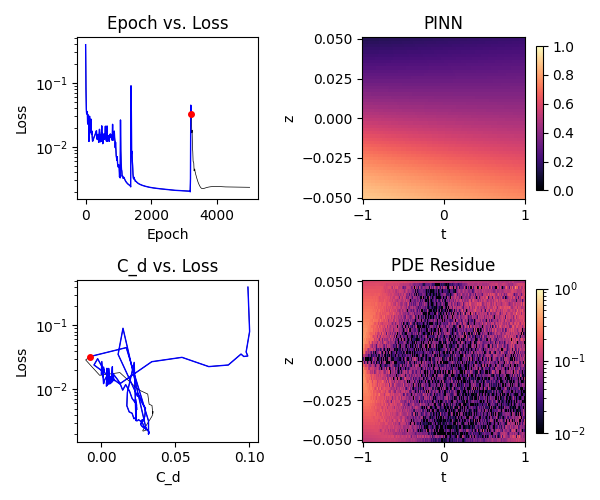 Epoch vs. Loss
10⁻¹
10⁻²
Loss
0
2000
4000
Epoch
PINN
0.050
0.025
0.000
−0.025
−0.050
z
−1
0
1
t
1.0
0.8
0.6
0.4
0.2
0.0
C_d vs. Loss
10⁻¹
10⁻²
Loss
0.00
0.05
0.10
C_d
PDE Residue
0.050
0.025
0.000
−0.025
−0.050
z
−1
0
1
t
10⁰
10⁻¹
10⁻²